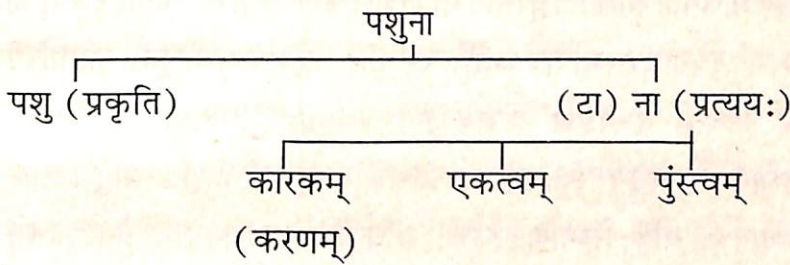 पशुना
पशु (प्रकृति) (टा) ना (प्रत्ययः)
कारकम् एकत्वम् पुंस्त्वम्
(करणम्)